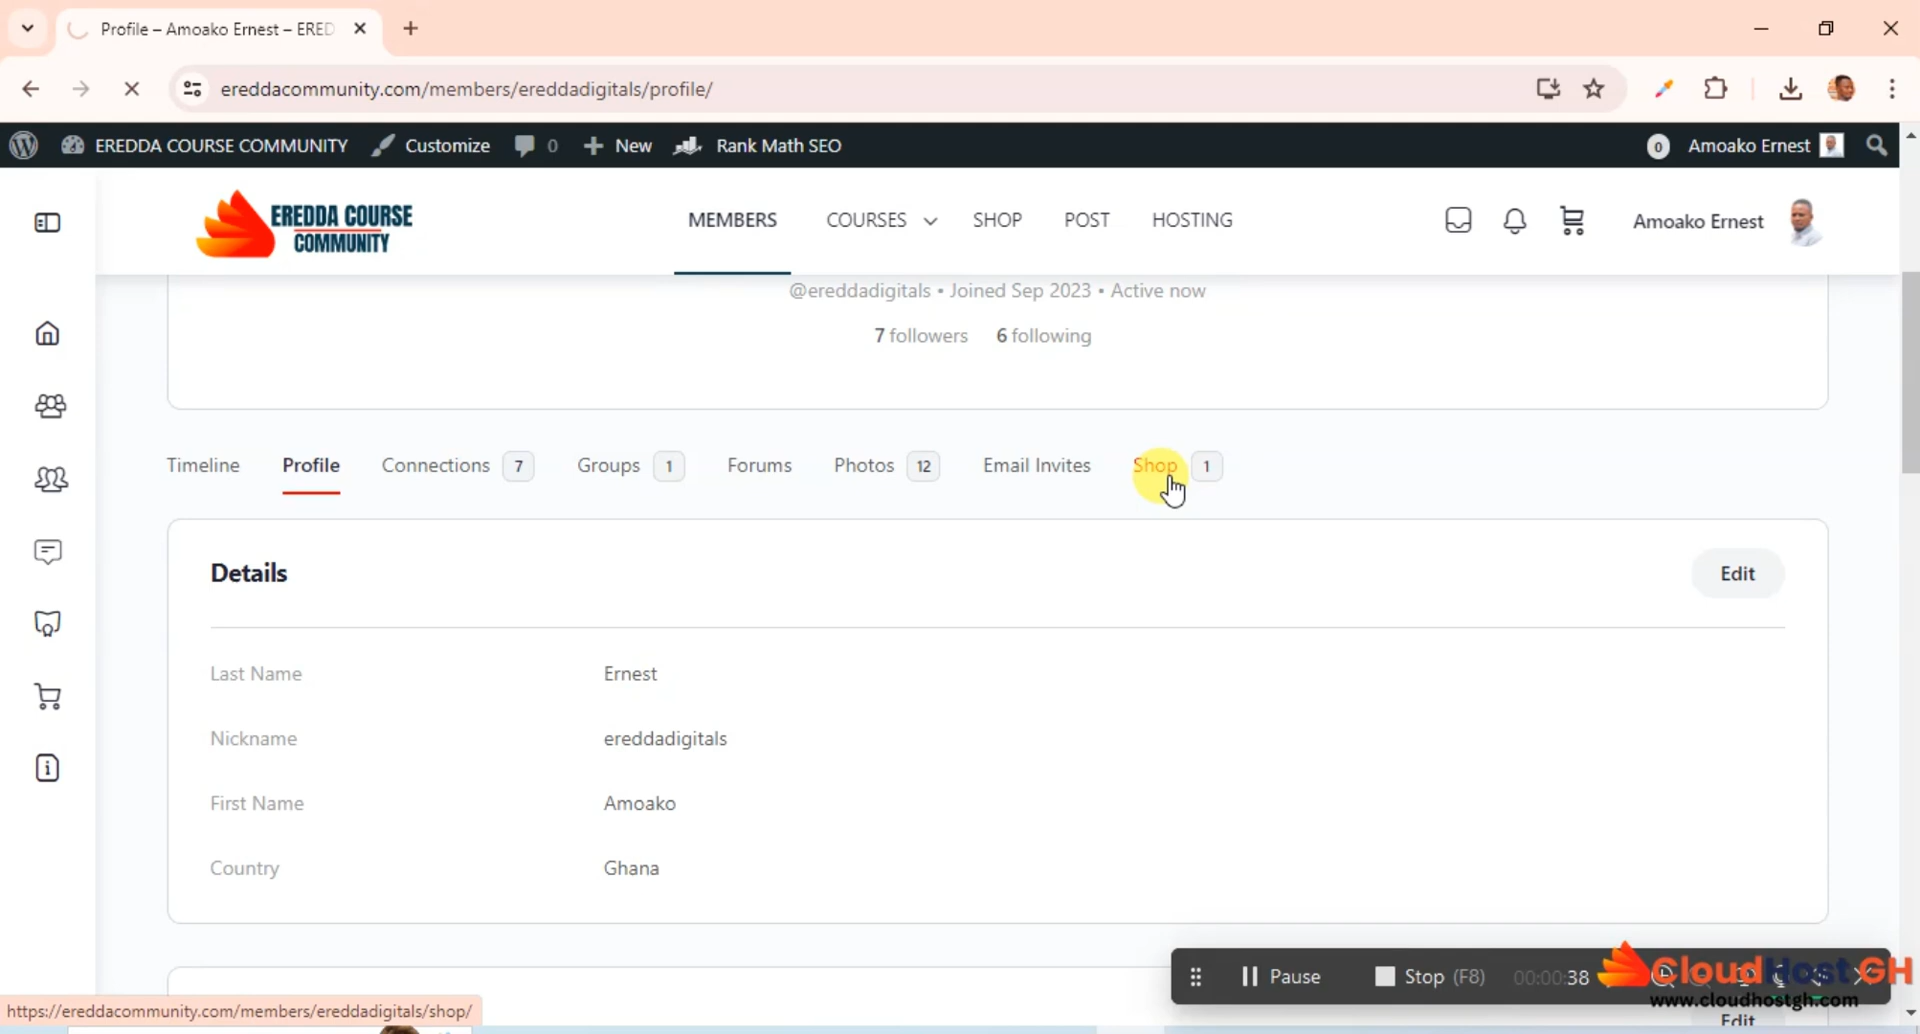 Profile – Amoako Ernest – ERED
ereddacommunity.com/members/ereddadigitals/profile/
EREDDA COURSE COMMUNITY Customize 0 New Rank Math SEO 0 Amoako Ernest
EREDDA COURSE
COMMUNITY
MEMBERS COURSES SHOP POST HOSTING Amoako Ernest
@ereddadigitals • Joined Sep 2023 • Active now
7 followers 6 following
Timeline Profile Connections 7 Groups 1 Forums Photos 12 Email Invites Shop 1
Details Edit
Last Name Ernest
Nickname ereddadigitals
First Name Amoako
Country Ghana
Pause Stop (F8) 00:00:38
CloudHostGH
www.cloudhostgh.com
https://ereddacommunity.com/members/ereddadigitals/shop/
Edit